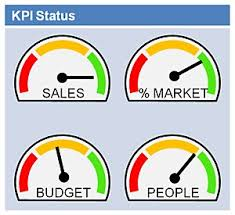 KPI Status
SALES
% MARKET
BUDGET
PEOPLE